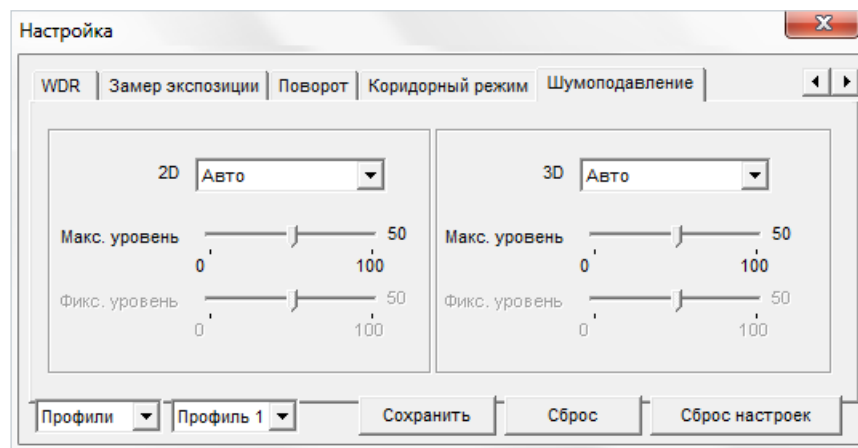 Настройка
WDR Замер экспозиции Поворот Коридорный режим Шумоподавление
2D Авто 3D Авто
Макс. уровень 50 Макс. уровень 50
0 100 0 100
Фикс. уровень 50 Фикс. уровень 50
0 100 0 100
Профили Профиль 1 Сохранить Сброс Сброс настроек